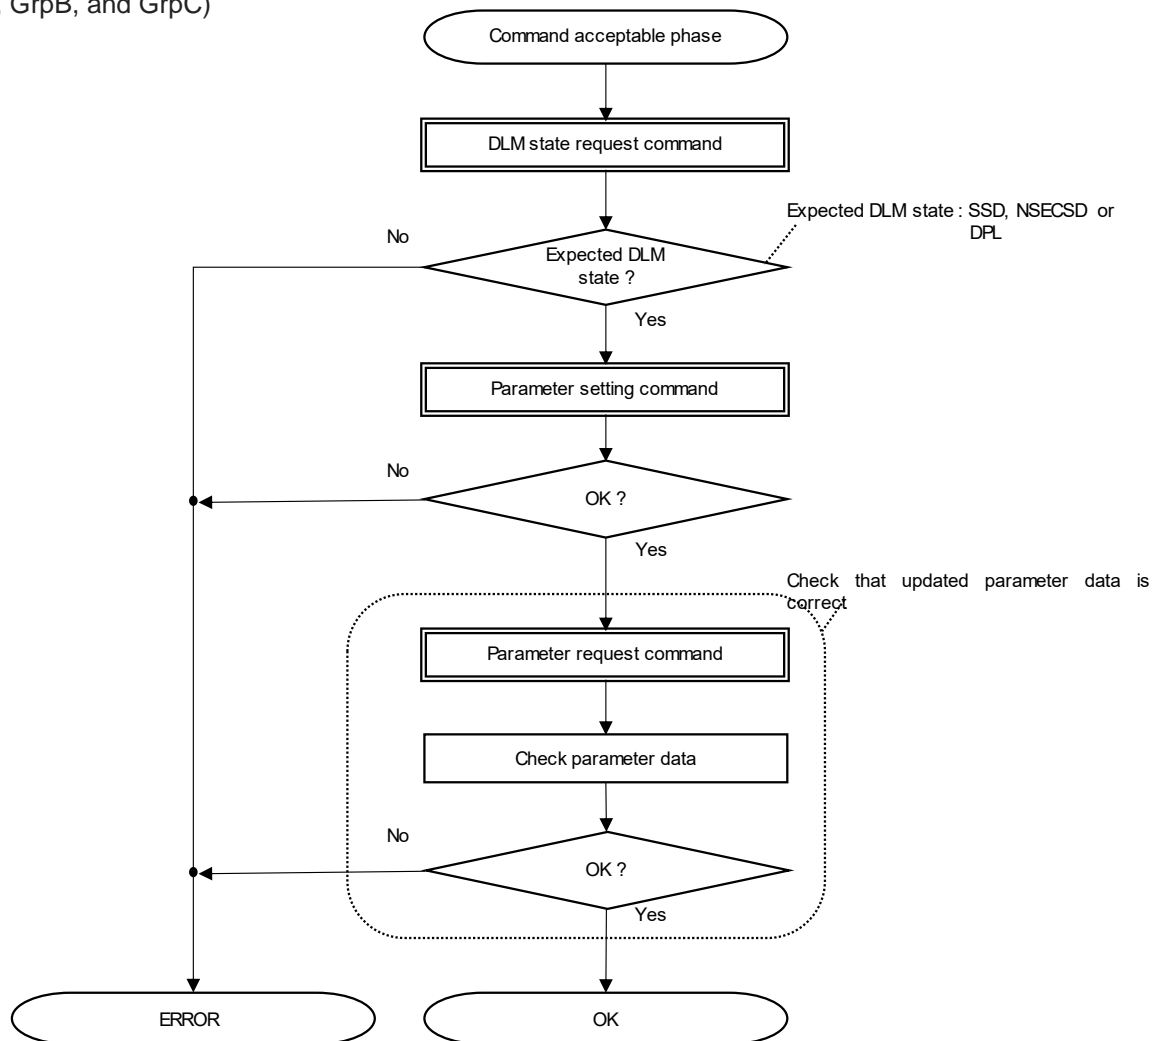 GrpB, and GrpC)
Command acceptable phase
DLM state request command
Expected DLM state : SSD, NSECSD or
DPL
No
Expected DLM
state ?
Yes
Parameter setting command
No
OK ?
Yes
Check that updated parameter data is
correct
Parameter request command
Check parameter data
No
OK ?
Yes
ERROR
OK